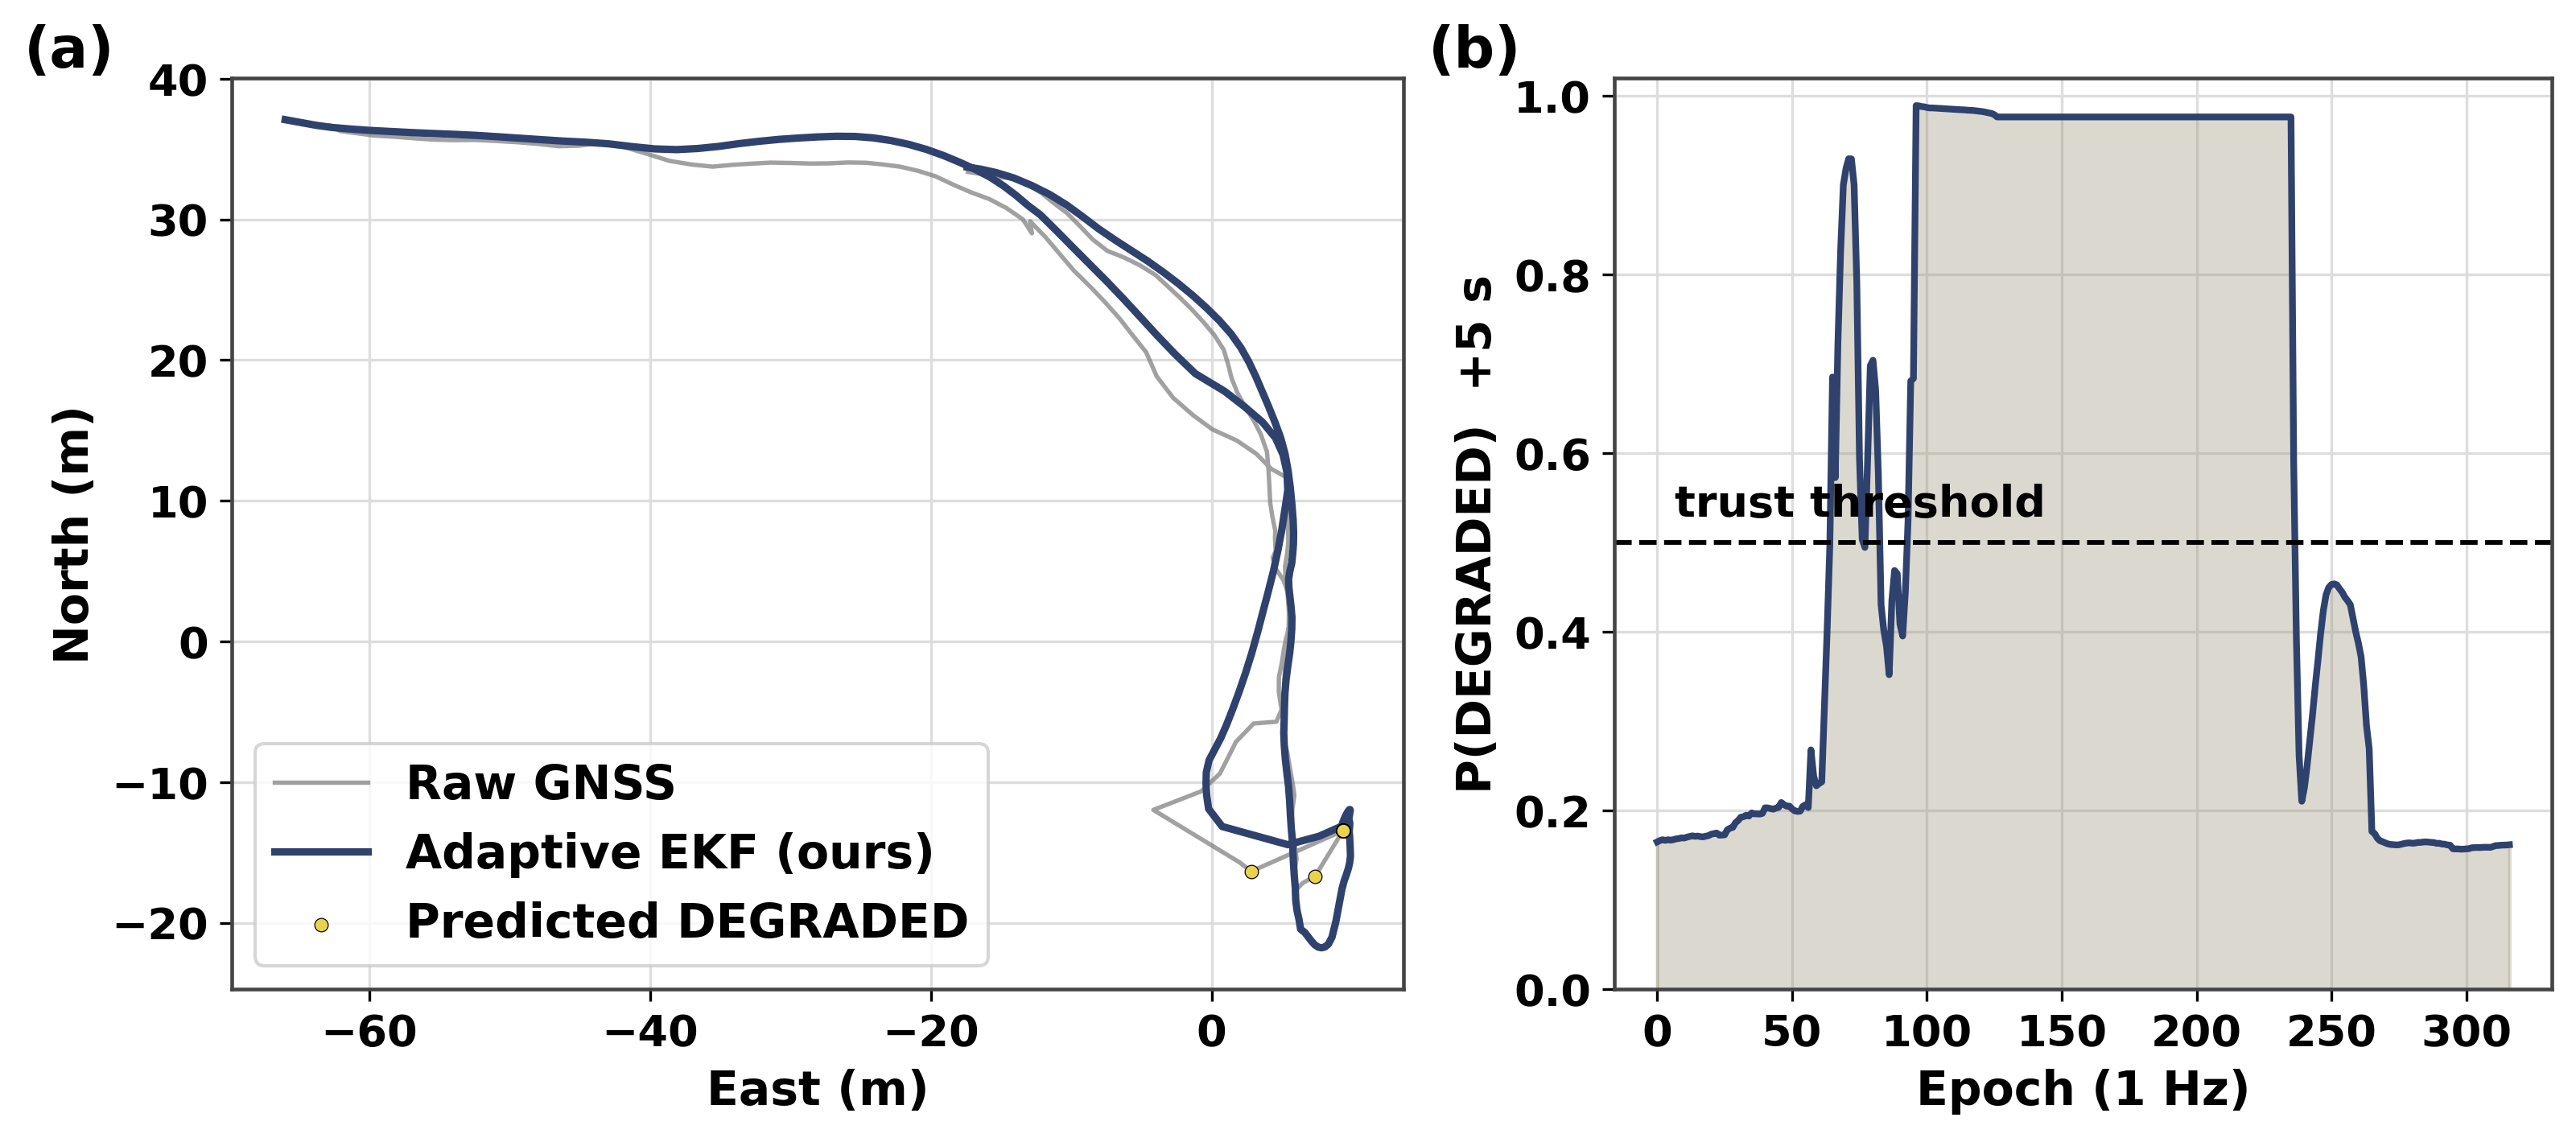 (a)
40
30
20
10
0
−10
−20
North (m)
−60
−40
−20
0
East (m)
Raw GNSS
Adaptive EKF (ours)
Predicted DEGRADED
(b)
1.0
0.8
0.6
0.4
0.2
0.0
P(DEGRADED) +5 s
trust threshold
0
50
100
150
200
250
300
Epoch (1 Hz)